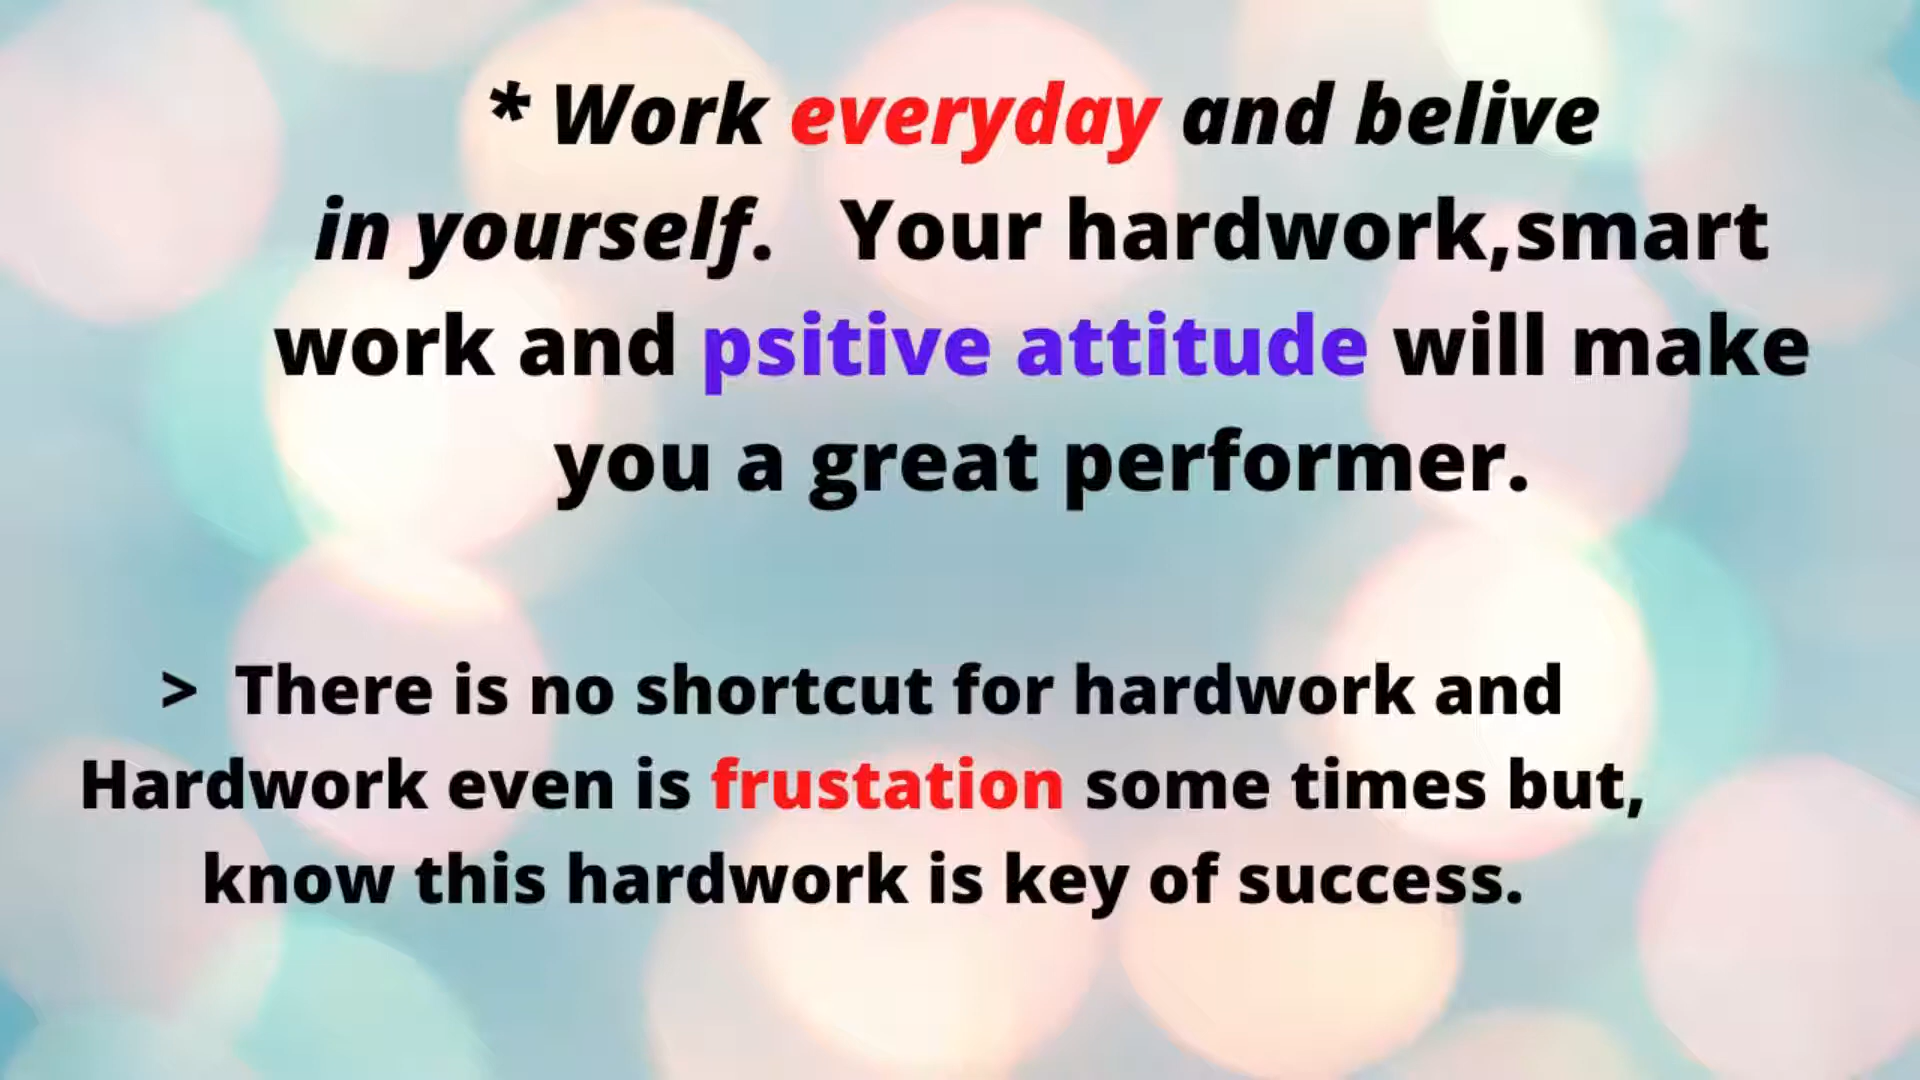 * Work everyday and belive
in yourself. Your hardwork,smart
work and psitive attitude will make
you a great performer.
> There is no shortcut for hardwork and
Hardwork even is frustation some times but,
know this hardwork is key of success.